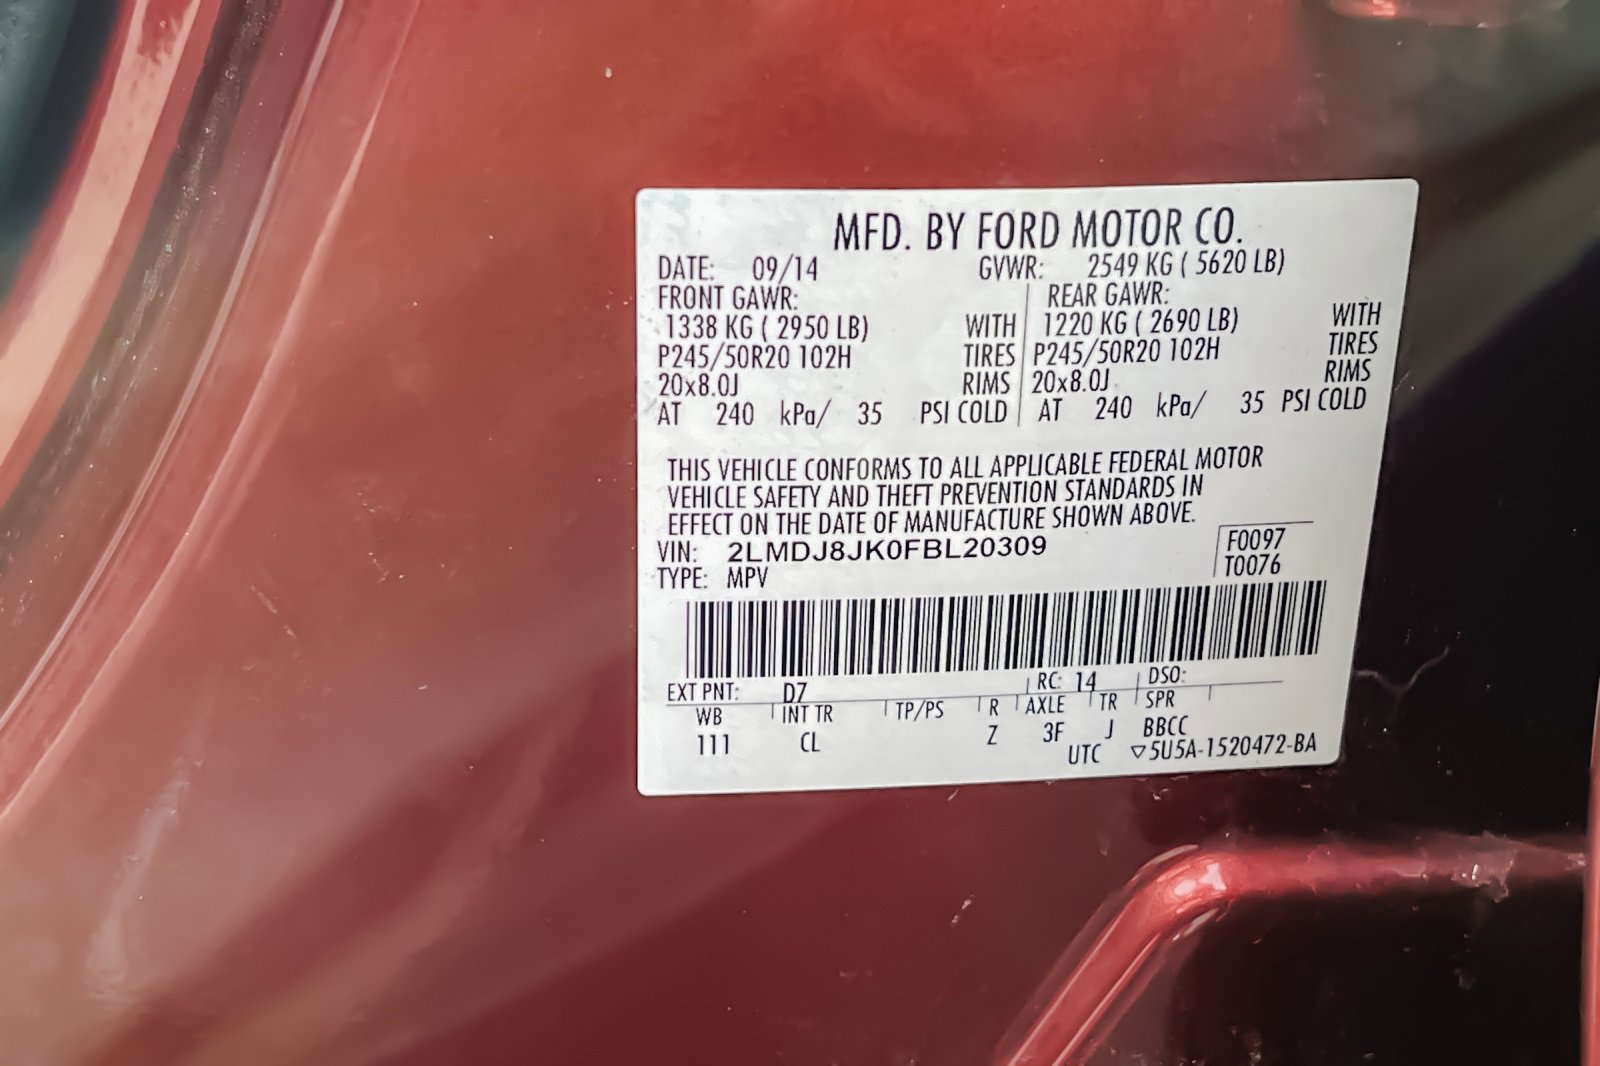 MFD. BY FORD MOTOR CO.
DATE: 09/14 GVWR: 2549 KG ( 5620 LB)
FRONT GAWR: REAR GAWR:
1338 KG ( 2950 LB) WITH 1220 KG ( 2690 LB) WITH
P245/50R20 102H TIRES P245/50R20 102H TIRES
20x8.0J RIMS 20x8.0J RIMS
AT 240 kPa/ 35 PSI COLD AT 240 kPa/ 35 PSI COLD
THIS VEHICLE CONFORMS TO ALL APPLICABLE FEDERAL MOTOR
VEHICLE SAFETY AND THEFT PREVENTION STANDARDS IN
EFFECT ON THE DATE OF MANUFACTURE SHOWN ABOVE.
VIN: 2LMDJ8JK0FBL20309 F0097
TYPE: MPV T0076
EXT PNT: D7 RC: 14 DSO:
WB INT TR TP/PS R AXLE TR SPR
111 CL Z 3F J BBCC
UTC ▽5U5A-1520472-BA